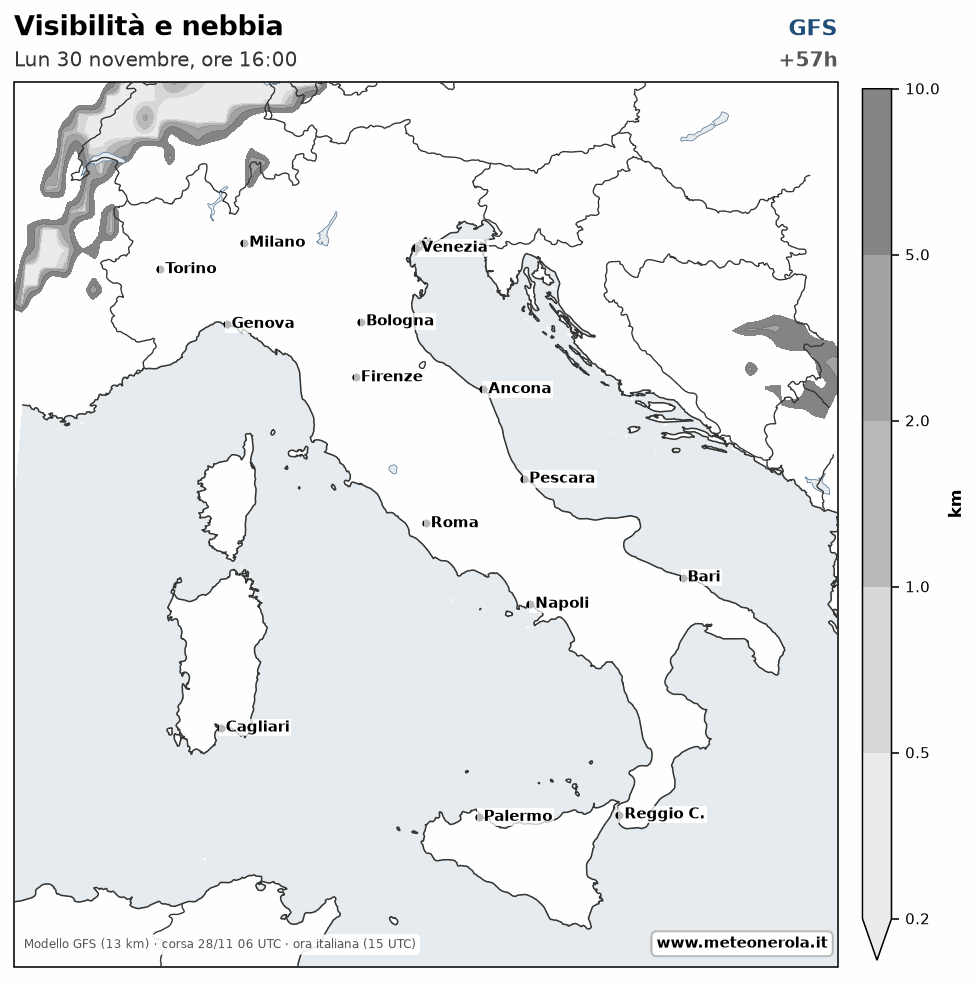 Visibilità e nebbia
GFS
Lun 30 novembre, ore 16:00
+57h
10.0
5.0
2.0
1.0
0.5
0.2
km
Milano
Venezia
Torino
Genova
Bologna
Firenze
Ancona
Pescara
Roma
Bari
Napoli
Cagliari
Palermo
Reggio C.
Modello GFS (13 km) · corsa 28/11 06 UTC · ora italiana (15 UTC)
www.meteonerola.it